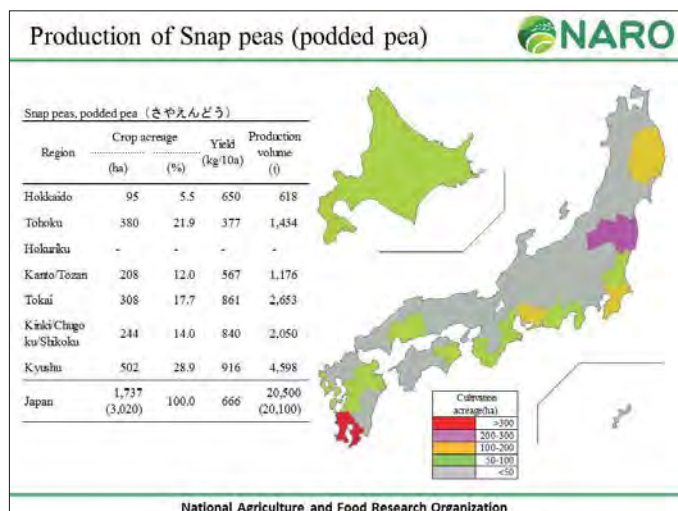 Production of Snap peas (podded pea)
NARO
Snap peas, podded pea （さやえんどう）
Region Crop acreage Yield (kg/10a) Production volume (t)
(ha) (%)
Hokkaido 95 5.5 650 618
Tohoku 380 21.9 377 1,434
Hokuriku - - - -
Kanto/Tozan 208 12.0 567 1,176
Tokai 308 17.7 861 2,653
Kinki/Chugo
ku/Shikoku 244 14.0 840 2,050
Kyushu 502 28.9 916 4,598
Japan 1,737 (3,020) 100.0 666 20,500 (20,100)
Cultivation
acreage(ha)
>300
200-300
100-200
50-100
<50
National Agriculture and Food Research Organization